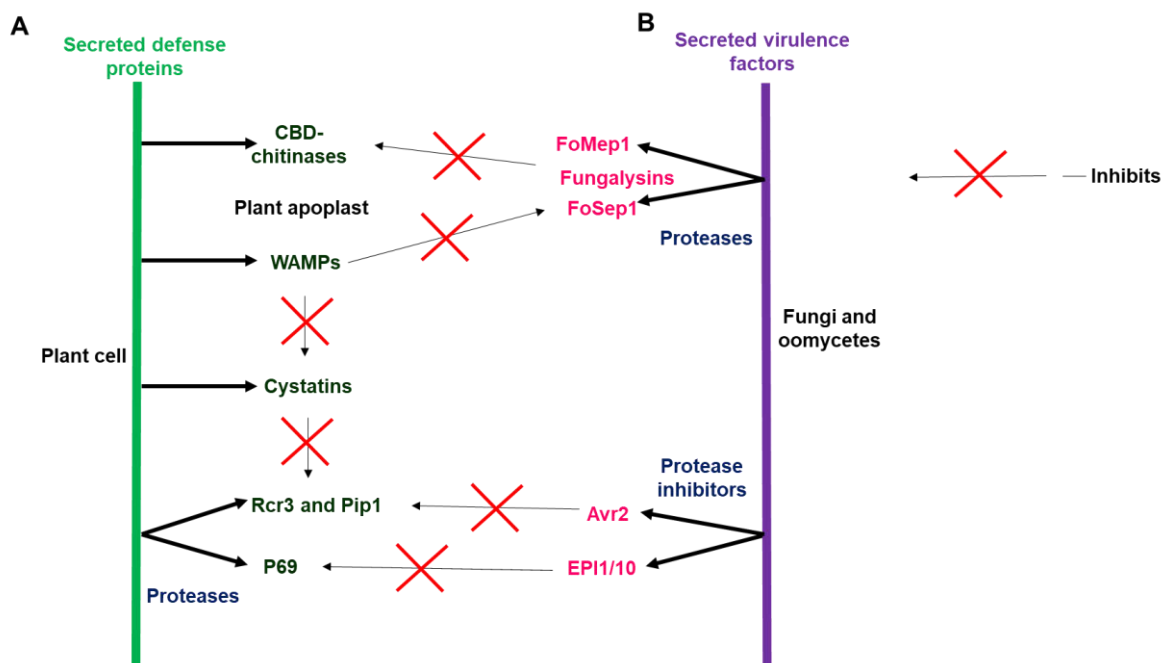 A
Secreted defense
proteins
B
Secreted virulence
factors
CBD-
chitinases
FoMep1
Fungalysins
FoSep1
Inhibits
Plant apoplast
Proteases
WAMPs
Fungi and
oomycetes
Plant cell
Cystatins
Protease
inhibitors
Rcr3 and Pip1
Avr2
P69
EPI1/10
Proteases